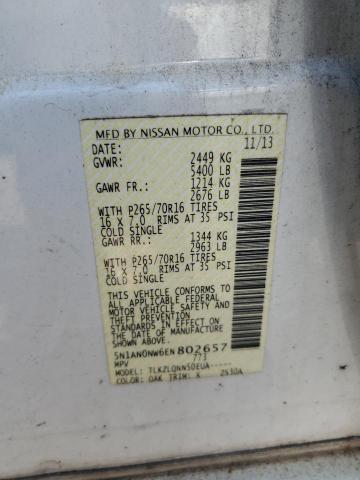 MFD BY NISSAN MOTOR CO., LTD.
DATE: 11/13
GVWR: 2449 KG
5400 LB
GAWR FR.: 1214 KG
2676 LB
WITH P265/70R16 TIRES
16 X 7.0 RIMS AT 35 PSI
COLD SINGLE
GAWR RR.: 1344 KG
2963 LB
WITH P265/70R16 TIRES
16 X 7.0 RIMS AT 35 PSI
COLD SINGLE
THIS VEHICLE CONFORMS TO
ALL APPLICABLE FEDERAL
MOTOR VEHICLE SAFETY AND
THEFT PREVENTION STANDARDS
IN EFFECT ON THE DATE OF
MANUFACTURE SHOWN ABOVE.
5N1AN0NW6EN802657
MPV 773
MODEL: TLKZLQNN50EUA-----
COLOR: QAK TRIM: X 2530A